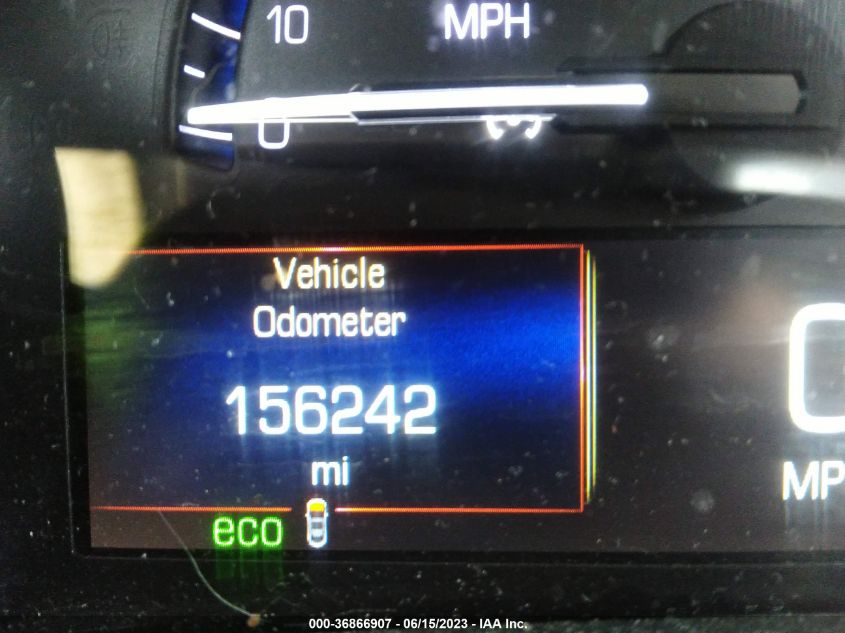 10
MPH
0
Vehicle
Odometer
156242
mi
eco
000-36866907 - 06/15/2023 - IAA Inc.